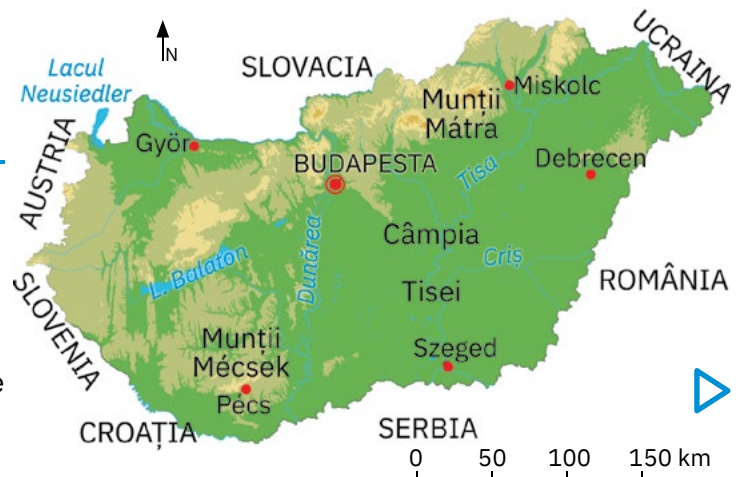 N
UCRAINA
SLOVACIA
Lacul
Neusiedler
Munții
Mátra
Miskolc
AUSTRIA
Györ
BUDAPESTA
Tisa
Debrecen
Câmpia
Tisei
Dunărea
L. Balaton
Criș
ROMÂNIA
SLOVENIA
Munții
Mécsek
Szeged
Pécs
e
CROAȚIA
SERBIA
0 50 100 150 km